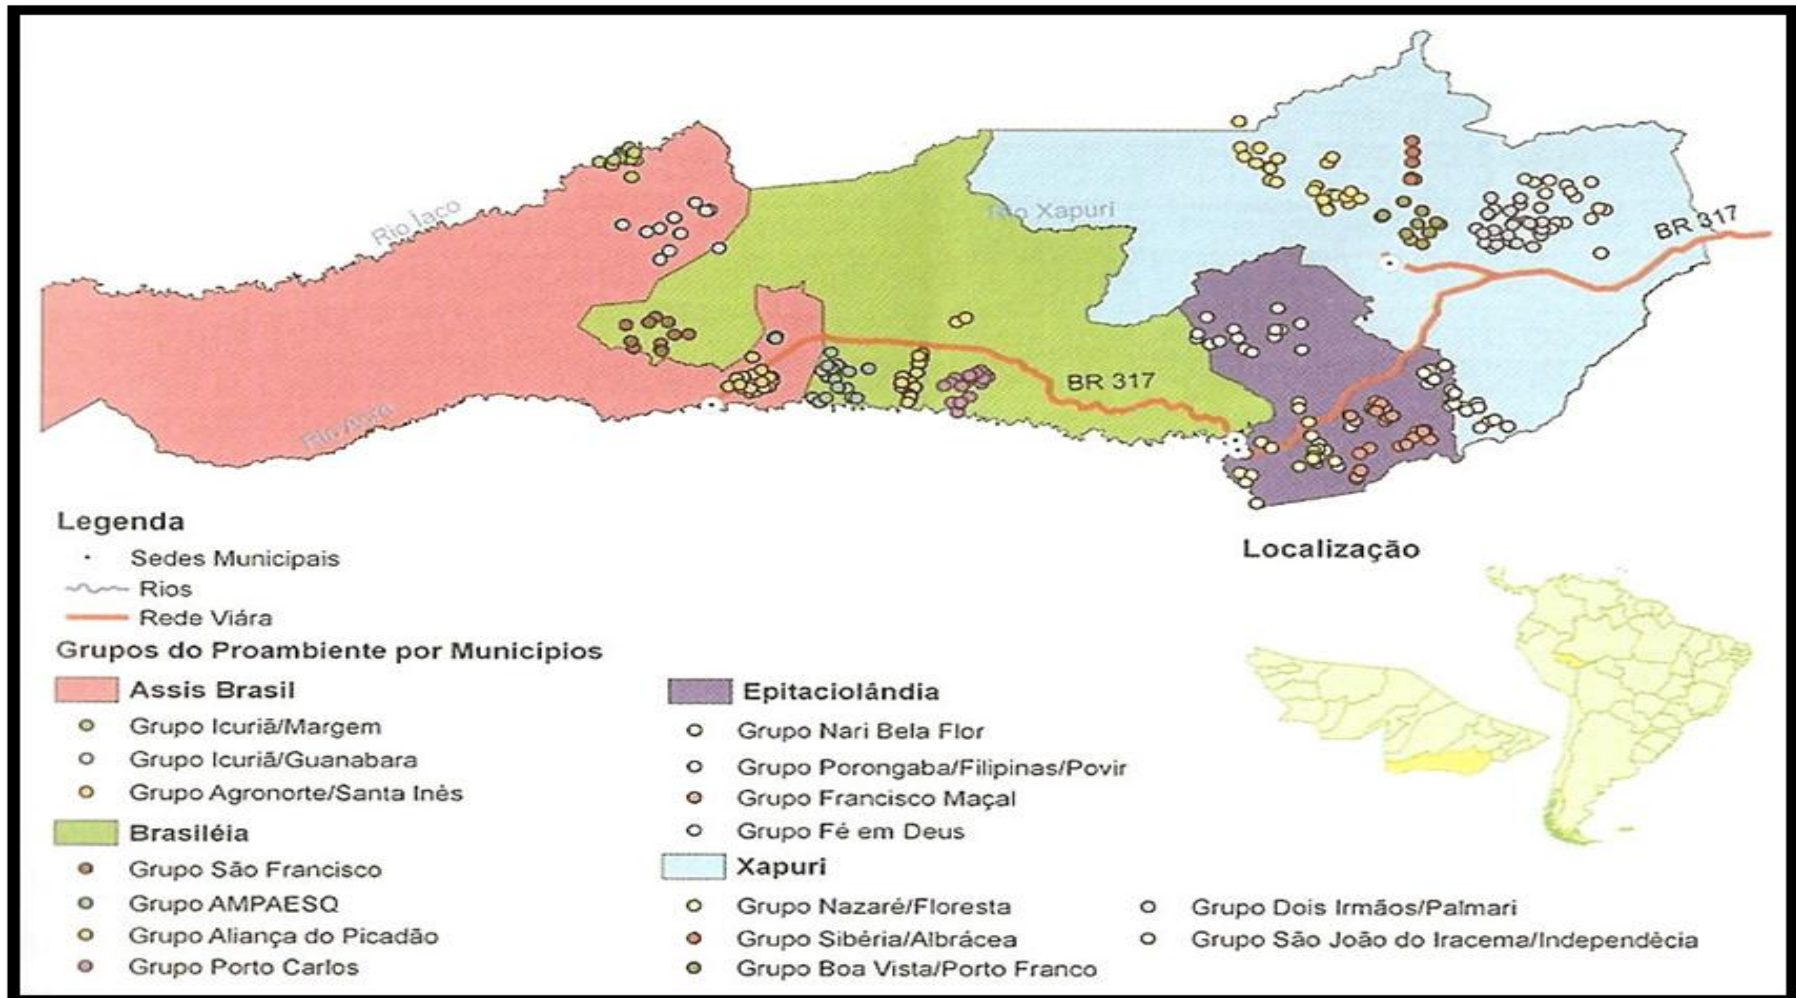 Rio Iaco
Rio Xapuri
BR 317
BR 317
Rio Acre
Legenda
Sedes Municipais
Rios
Rede Viára
Grupos do Proambiente por Municípios
Assis Brasil
Grupo Icuriã/Margem
Grupo Icuriã/Guanabara
Grupo Agronorte/Santa Inês
Brasiléia
Grupo São Francisco
Grupo AMPAESQ
Grupo Aliança do Picadão
Grupo Porto Carlos
Epitaciolândia
Grupo Nari Bela Flor
Grupo Porongaba/Filipinas/Povir
Grupo Francisco Maçal
Grupo Fé em Deus
Xapuri
Grupo Nazaré/Floresta
Grupo Sibéria/Albrácea
Grupo Boa Vista/Porto Franco
Grupo Dois Irmãos/Palmari
Grupo São João do Iracema/Independêcia
Localização